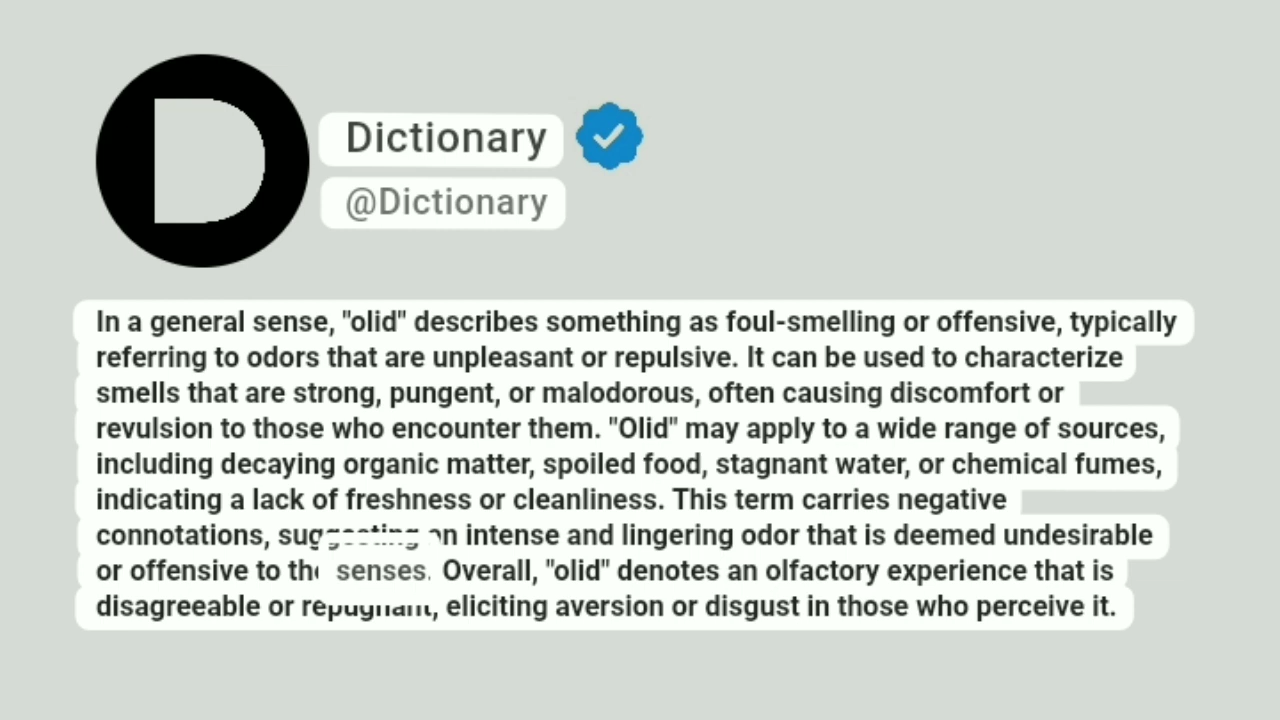 D
Dictionary
@Dictionary
In a general sense, "olid" describes something as foul-smelling or offensive, typically
referring to odors that are unpleasant or repulsive. It can be used to characterize
smells that are strong, pungent, or malodorous, often causing discomfort or
revulsion to those who encounter them. "Olid" may apply to a wide range of sources,
including decaying organic matter, spoiled food, stagnant water, or chemical fumes,
indicating a lack of freshness or cleanliness. This term carries negative
connotations, suggesting an intense and lingering odor that is deemed undesirable
or offensive to the senses. Overall, "olid" denotes an olfactory experience that is
disagreeable or repugnant, eliciting aversion or disgust in those who perceive it.